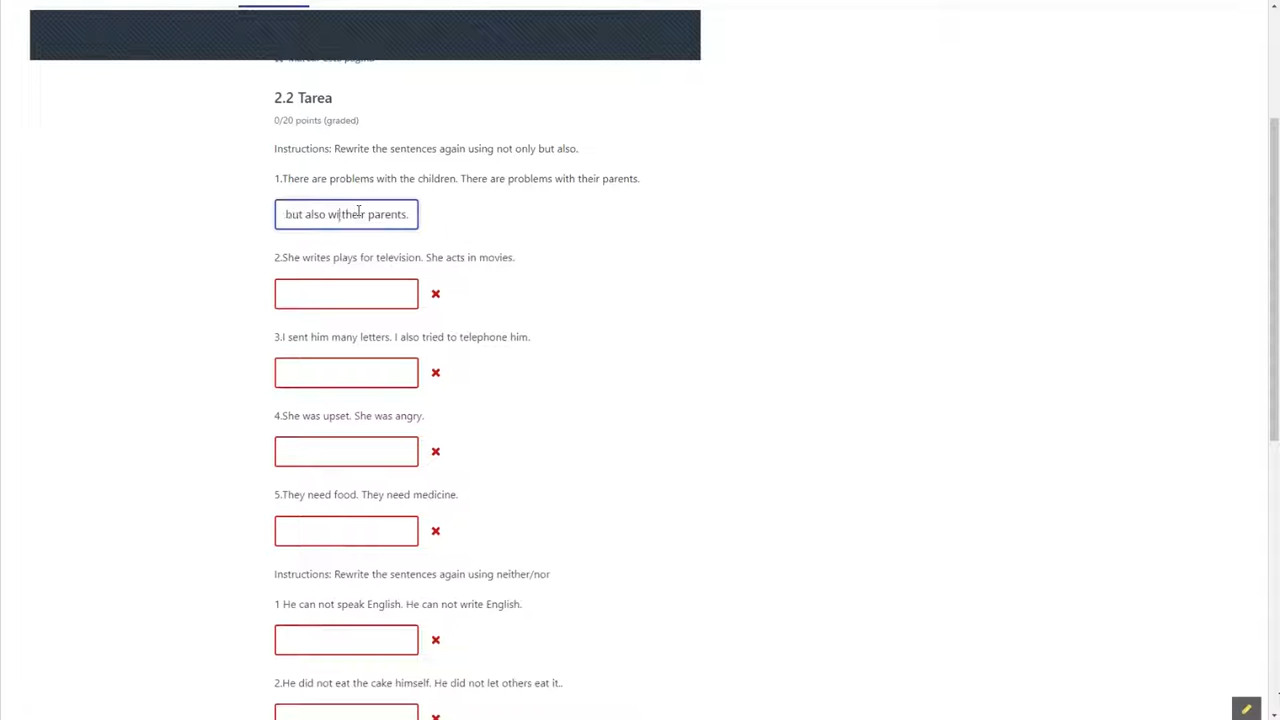 2.2 Tarea
0/20 points (graded)
Instructions: Rewrite the sentences again using not only but also.
1.There are problems with the children. There are problems with their parents.
but also wi their parents.
2.She writes plays for television. She acts in movies.
3.I sent him many letters. I also tried to telephone him.
4.She was upset. She was angry.
5.They need food. They need medicine.
Instructions: Rewrite the sentences again using neither/nor
1 He can not speak English. He can not write English.
2.He did not eat the cake himself. He did not let others eat it..